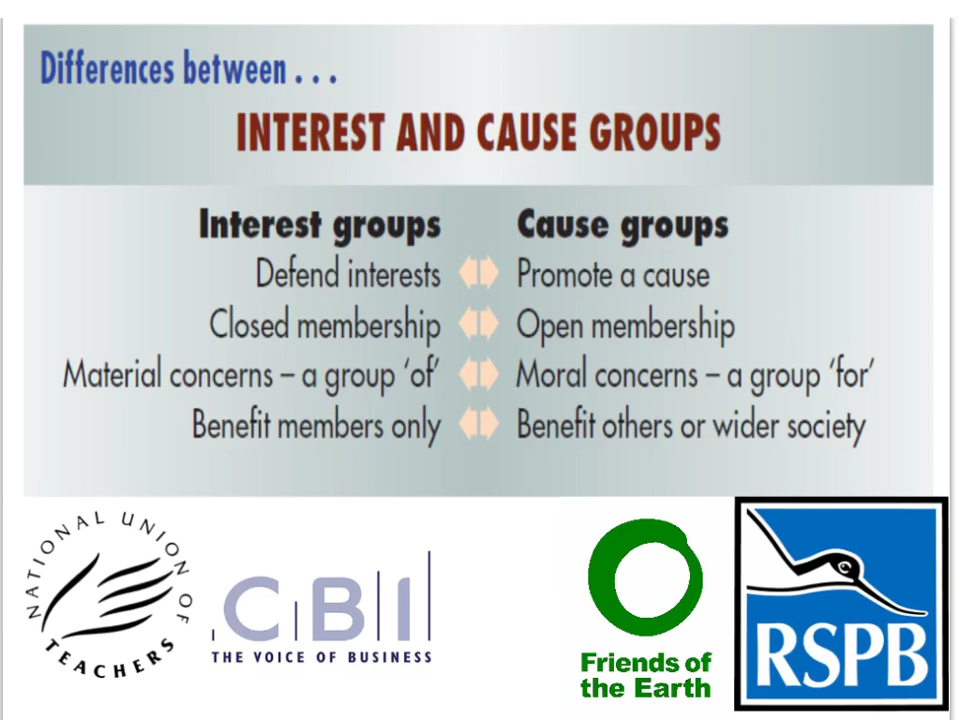 Differences between . . .
INTEREST AND CAUSE GROUPS
Interest groups Cause groups
Defend interests Promote a cause
Closed membership Open membership
Material concerns – a group ‘of’ Moral concerns – a group ‘for’
Benefit members only Benefit others or wider society
NATIONAL UNION OF
TEACHERS
CBI
THE VOICE OF BUSINESS
Friends of
the Earth
RSPB